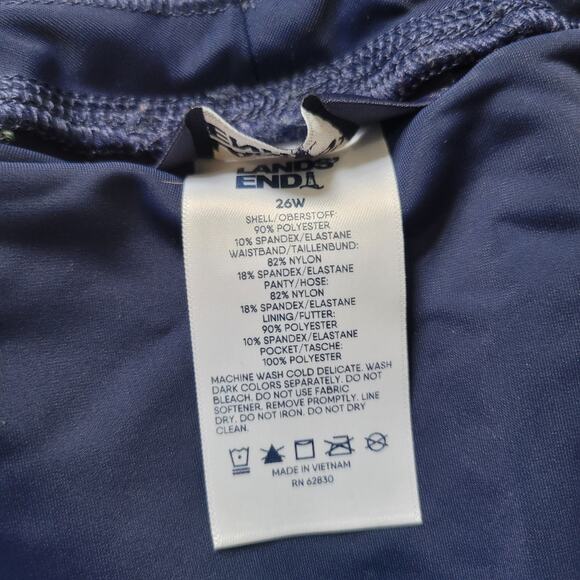 LANDS'
END
26W
SHELL/OBERSTOFF:
90% POLYESTER
10% SPANDEX/ELASTANE
WAISTBAND/TAILLENBUND:
82% NYLON
18% SPANDEX/ELASTANE
PANTY/HOSE:
82% NYLON
18% SPANDEX/ELASTANE
LINING/FUTTER:
90% POLYESTER
10% SPANDEX/ELASTANE
POCKET/TASCHE:
100% POLYESTER
MACHINE WASH COLD DELICATE. WASH
DARK COLORS SEPARATELY. DO NOT
BLEACH. DO NOT USE FABRIC
SOFTENER. REMOVE PROMPTLY. LINE
DRY. DO NOT IRON. DO NOT DRY
CLEAN.
MADE IN VIETNAM
RN 62830